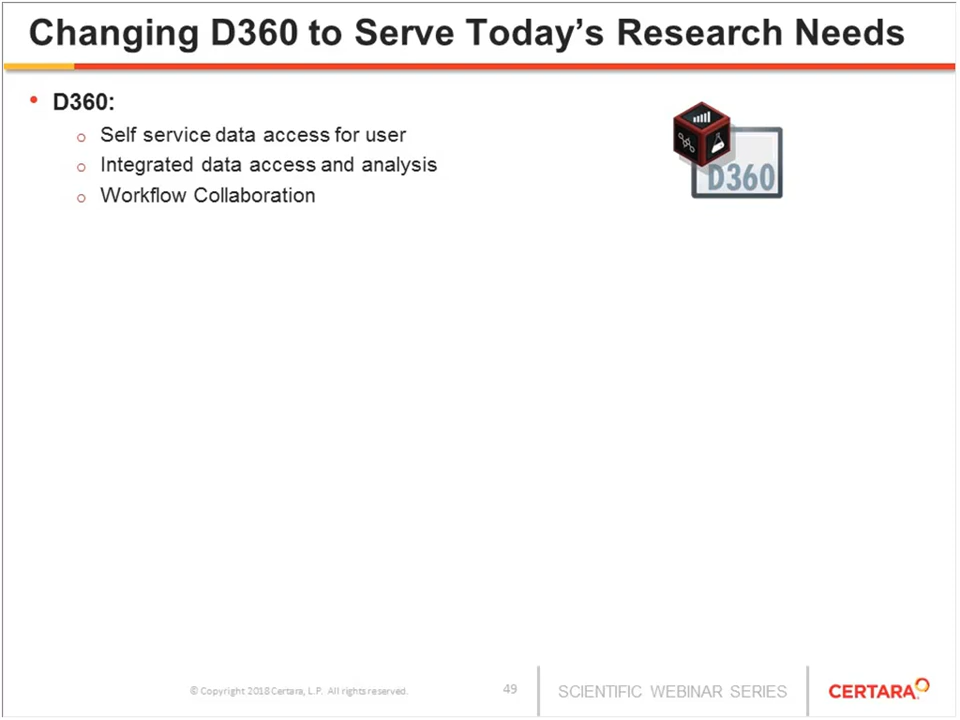 Changing D360 to Serve Today's Research Needs
• D360:
o Self service data access for user
o Integrated data access and analysis
o Workflow Collaboration
D360
© Copyright 2018 Certara, L.P. All rights reserved.
49
SCIENTIFIC WEBINAR SERIES
CERTARA